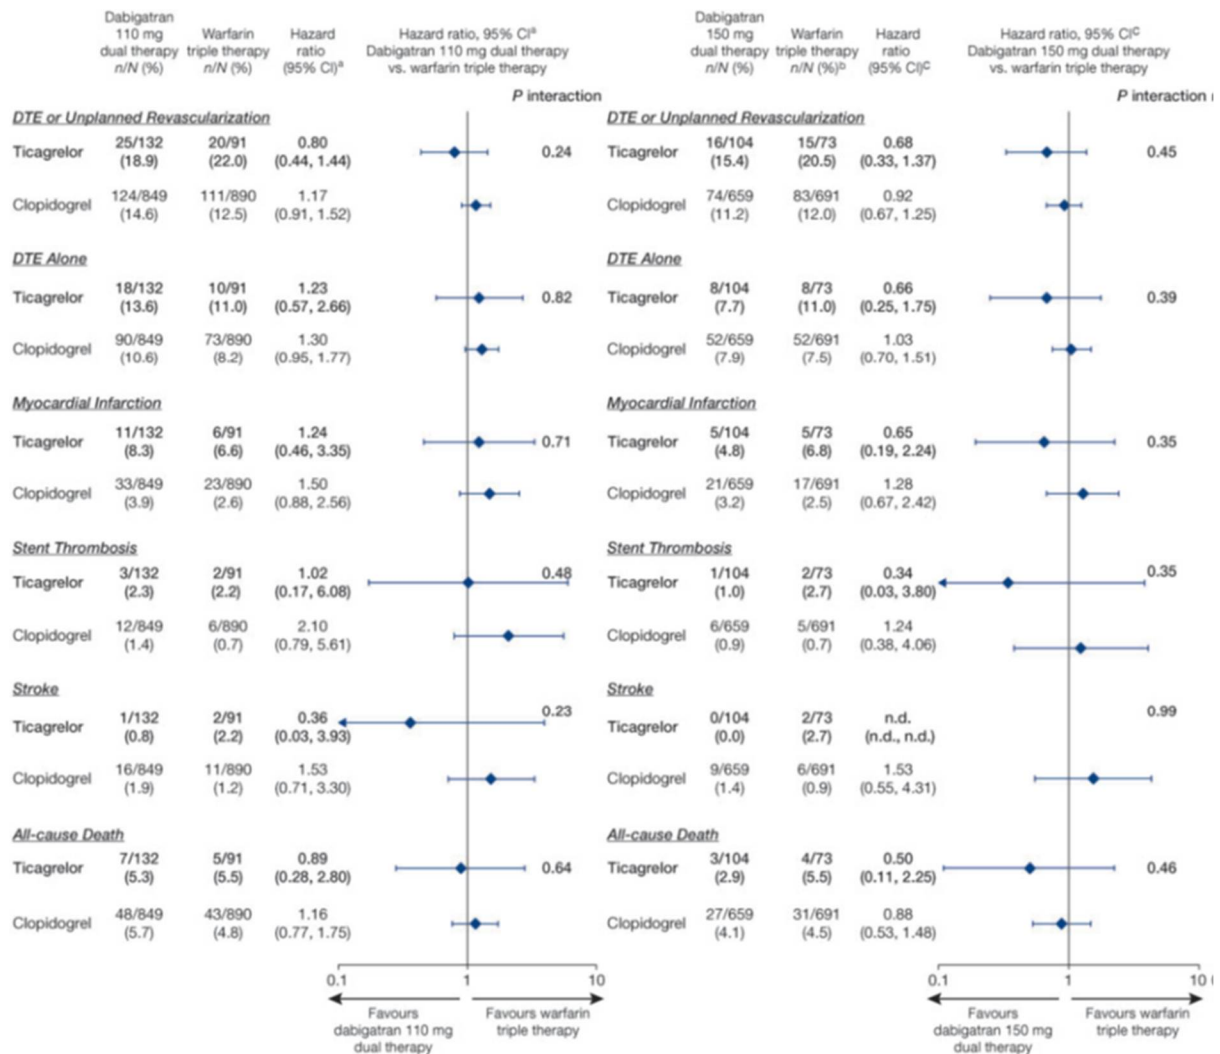 Dabigatran 110 mg dual therapy n/N (%) Warfarin triple therapy n/N (%) Hazard ratio (95% CI)a Hazard ratio, 95% CIa Dabigatran 110 mg dual therapy vs. warfarin triple therapy
P interaction
DTE or Unplanned Revascularization
Ticagrelor 25/132 (18.9) 20/91 (22.0) 0.80 (0.44, 1.44) 0.24
Clopidogrel 124/849 (14.6) 111/890 (12.5) 1.17 (0.91, 1.52)
DTE Alone
Ticagrelor 18/132 (13.6) 10/91 (11.0) 1.23 (0.57, 2.66) 0.82
Clopidogrel 90/849 (10.6) 73/890 (8.2) 1.30 (0.95, 1.77)
Myocardial Infarction
Ticagrelor 11/132 (8.3) 6/91 (6.6) 1.24 (0.46, 3.35) 0.71
Clopidogrel 33/849 (3.9) 23/890 (2.6) 1.50 (0.88, 2.56)
Stent Thrombosis
Ticagrelor 3/132 (2.3) 2/91 (2.2) 1.02 (0.17, 6.08) 0.48
Clopidogrel 12/849 (1.4) 6/890 (0.7) 2.10 (0.79, 5.61)
Stroke
Ticagrelor 1/132 (0.8) 2/91 (2.2) 0.36 (0.03, 3.93) 0.23
Clopidogrel 16/849 (1.9) 11/890 (1.2) 1.53 (0.71, 3.30)
All-cause Death
Ticagrelor 7/132 (5.3) 5/91 (5.5) 0.89 (0.28, 2.80) 0.64
Clopidogrel 48/849 (5.7) 43/890 (4.8) 1.16 (0.77, 1.75)
0.1 1 10
Favours dabigatran 110 mg dual therapy Favours warfarin triple therapy
Dabigatran 150 mg dual therapy n/N (%) Warfarin triple therapy n/N (%)b Hazard ratio (95% CI)c Hazard ratio, 95% CIc Dabigatran 150 mg dual therapy vs. warfarin triple therapy
P interaction
DTE or Unplanned Revascularization
Ticagrelor 16/104 (15.4) 15/73 (20.5) 0.68 (0.33, 1.37) 0.45
Clopidogrel 74/659 (11.2) 83/691 (12.0) 0.92 (0.67, 1.25)
DTE Alone
Ticagrelor 8/104 (7.7) 8/73 (11.0) 0.66 (0.25, 1.75) 0.39
Clopidogrel 52/659 (7.9) 52/691 (7.5) 1.03 (0.70, 1.51)
Myocardial Infarction
Ticagrelor 5/104 (4.8) 5/73 (6.8) 0.65 (0.19, 2.24) 0.35
Clopidogrel 21/659 (3.2) 17/691 (2.5) 1.28 (0.67, 2.42)
Stent Thrombosis
Ticagrelor 1/104 (1.0) 2/73 (2.7) 0.34 (0.03, 3.80) 0.35
Clopidogrel 6/659 (0.9) 5/691 (0.7) 1.24 (0.38, 4.06)
Stroke
Ticagrelor 0/104 (0.0) 2/73 (2.7) n.d. (n.d., n.d.) 0.99
Clopidogrel 9/659 (1.4) 6/691 (0.9) 1.53 (0.55, 4.31)
All-cause Death
Ticagrelor 3/104 (2.9) 4/73 (5.5) 0.50 (0.11, 2.25) 0.46
Clopidogrel 27/659 (4.1) 31/691 (4.5) 0.88 (0.53, 1.48)
0.1 1 10
Favours dabigatran 150 mg dual therapy Favours warfarin triple therapy